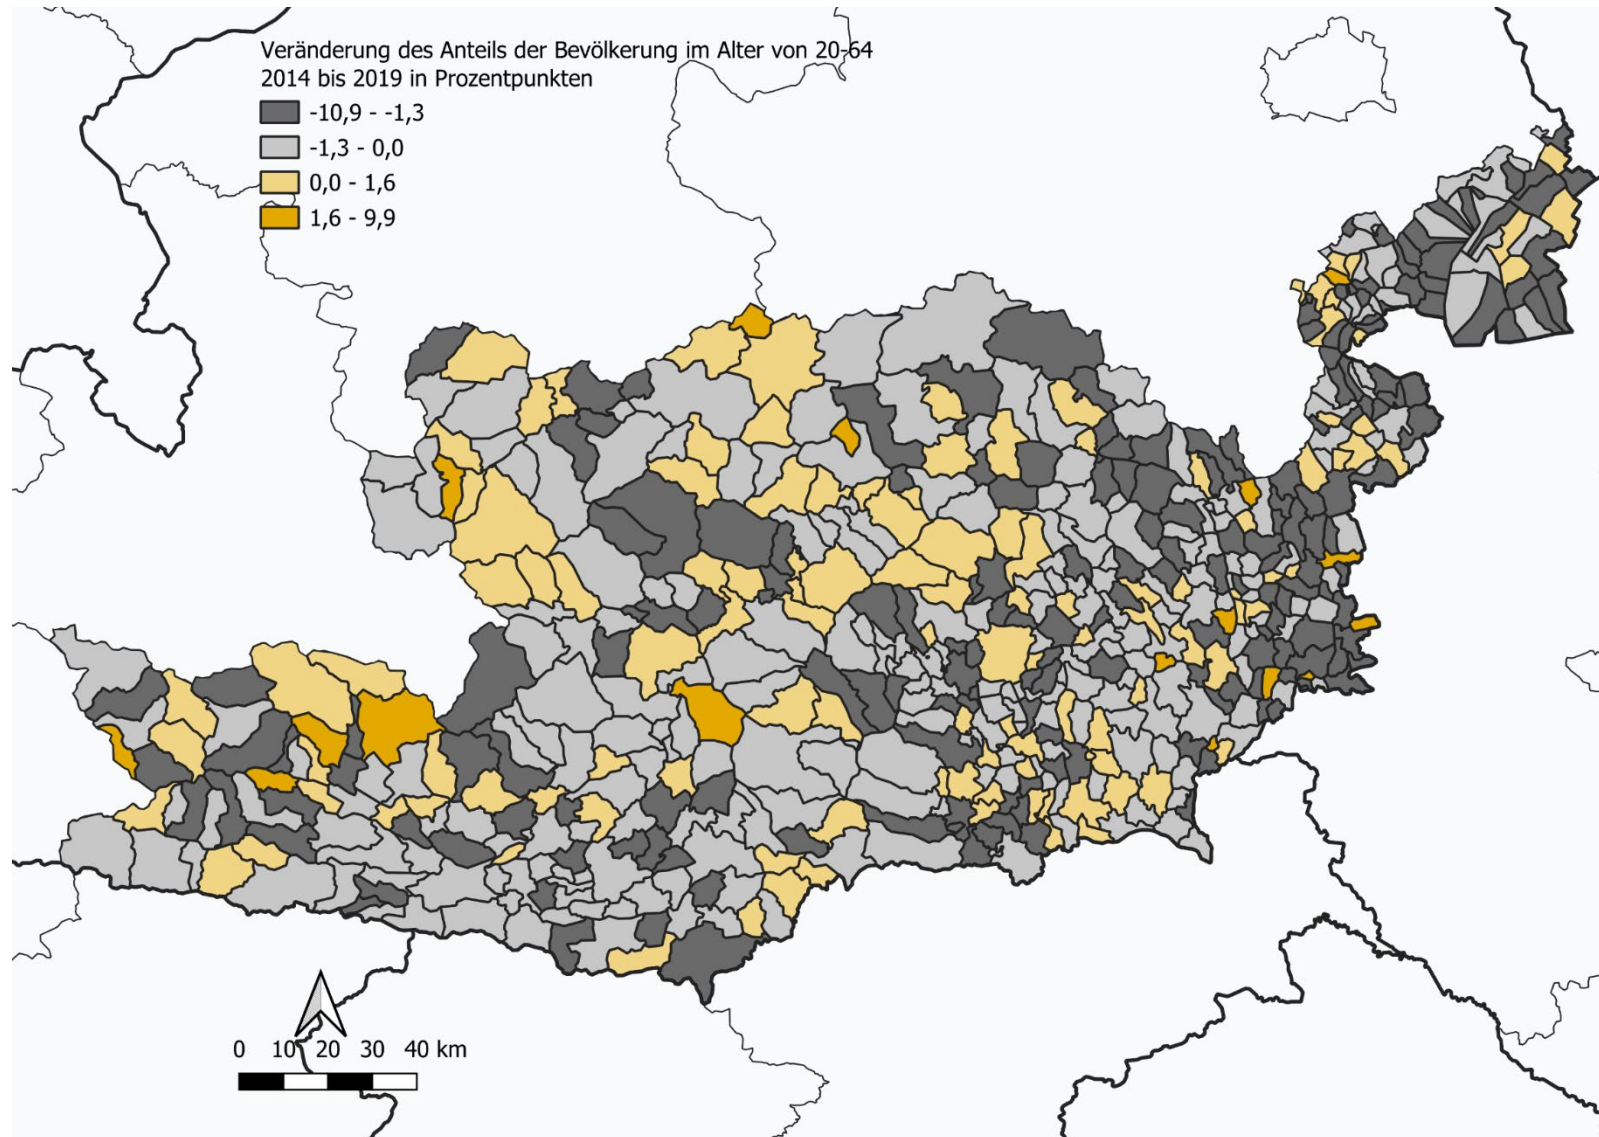 Veränderung des Anteils der Bevölkerung im Alter von 20-64
2014 bis 2019 in Prozentpunkten
-10,9 - -1,3
-1,3 - 0,0
0,0 - 1,6
1,6 - 9,9
0 10 20 30 40 km